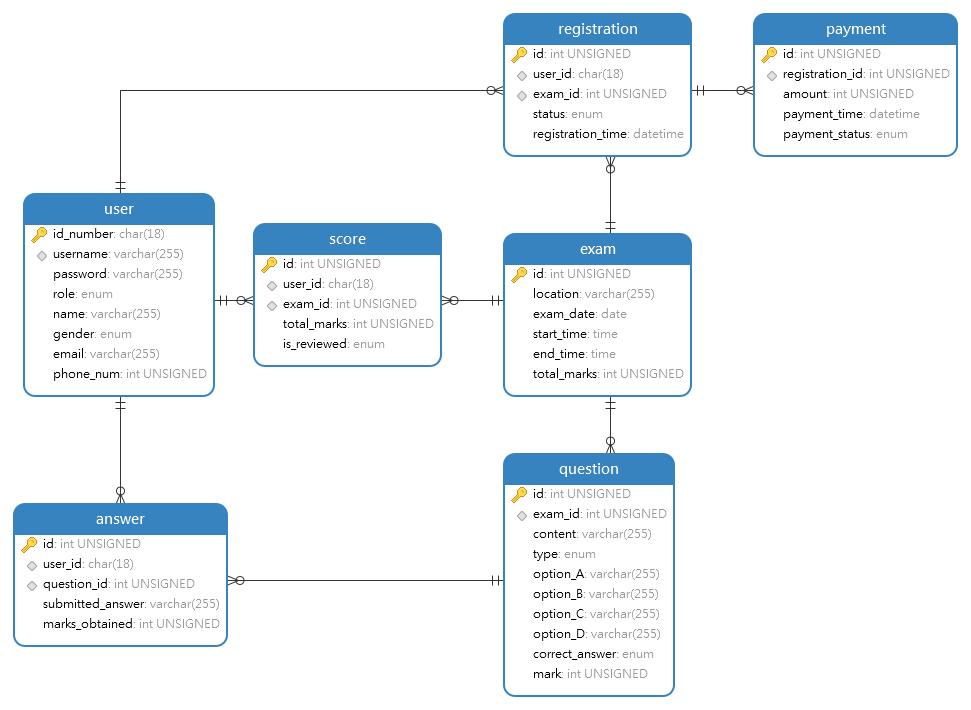 registration
id: int UNSIGNED
user_id: char(18)
exam_id: int UNSIGNED
status: enum
registration_time: datetime
payment
id: int UNSIGNED
registration_id: int UNSIGNED
amount: int UNSIGNED
payment_time: datetime
payment_status: enum
user
id_number: char(18)
username: varchar(255)
password: varchar(255)
role: enum
name: varchar(255)
gender: enum
email: varchar(255)
phone_num: int UNSIGNED
score
id: int UNSIGNED
user_id: char(18)
exam_id: int UNSIGNED
total_marks: int UNSIGNED
is_reviewed: enum
exam
id: int UNSIGNED
location: varchar(255)
exam_date: date
start_time: time
end_time: time
total_marks: int UNSIGNED
answer
id: int UNSIGNED
user_id: char(18)
question_id: int UNSIGNED
submitted_answer: varchar(255)
marks_obtained: int UNSIGNED
question
id: int UNSIGNED
exam_id: int UNSIGNED
content: varchar(255)
type: enum
option_A: varchar(255)
option_B: varchar(255)
option_C: varchar(255)
option_D: varchar(255)
correct_answer: enum
mark: int UNSIGNED